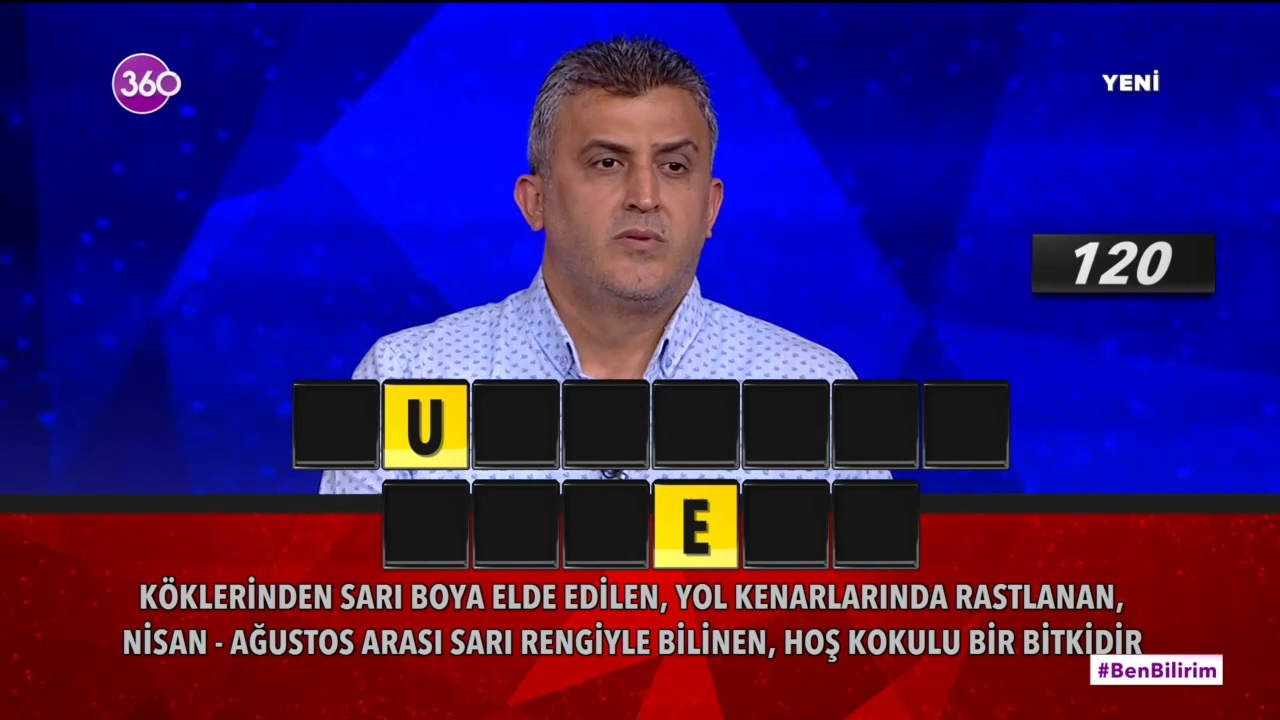 360
YENİ
120
U
E
KÖKLERİNDEN SARI BOYA ELDE EDİLEN, YOL KENARLARINDA RASTLANAN,
NİSAN - AĞUSTOS ARASI SARI RENGİYLE BİLİNEN, HOŞ KOKULU BİR BİTKİDİR
#BenBilirim